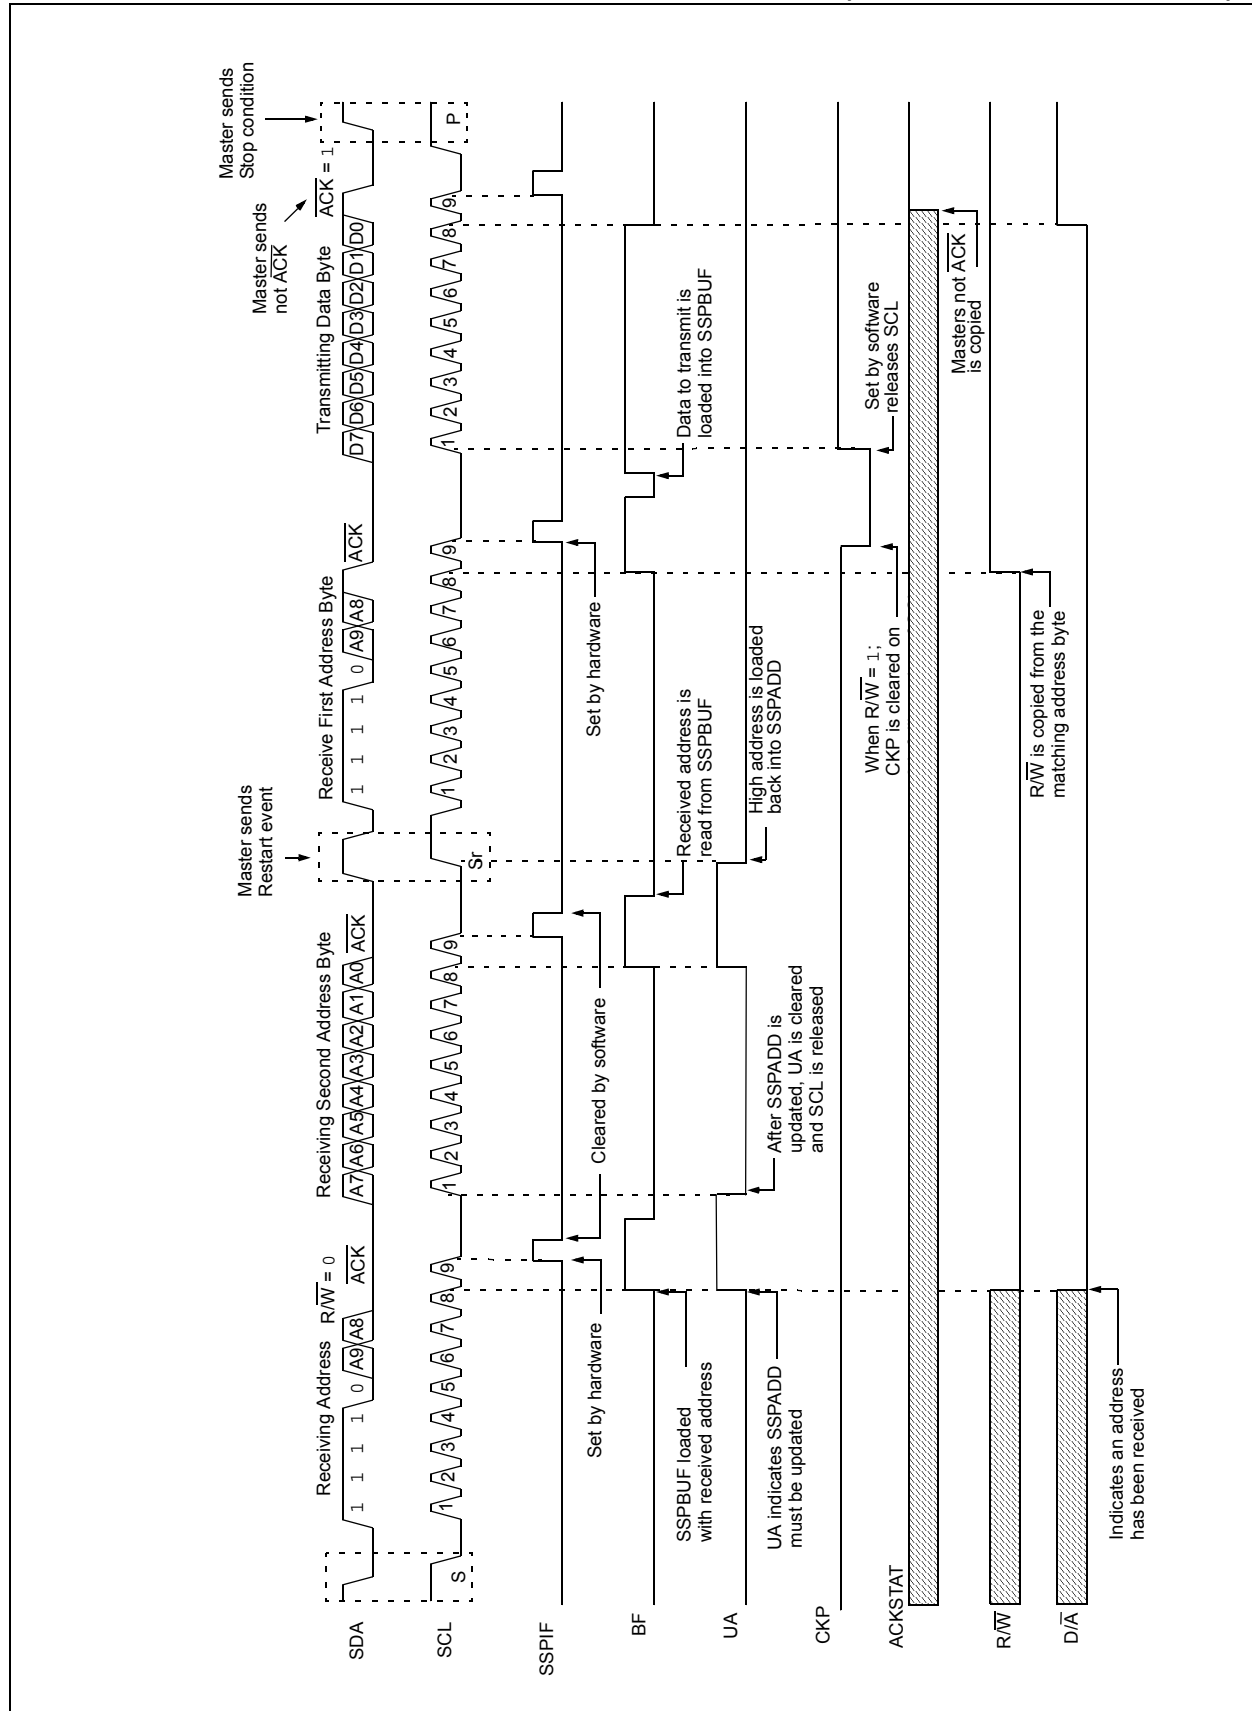 Master sends
Stop condition
Master sends
not A̅C̅K̅
Master sends
Restart event
Receiving Address R/W̅ = 0
Receiving Second Address Byte
Receive First Address Byte
Transmitting Data Byte
A̅C̅K̅ = 1
SDA
1 1 1 1 0 A9 A8 A̅C̅K̅
A7 A6 A5 A4 A3 A2 A1 A0 A̅C̅K̅
1 1 1 1 0 A9 A8 A̅C̅K̅
D7 D6 D5 D4 D3 D2 D1 D0
SCL
S
1 2 3 4 5 6 7 8 9
1 2 3 4 5 6 7 8 9
Sr
1 2 3 4 5 6 7 8 9
1 2 3 4 5 6 7 8 9
P
SSPIF
Set by hardware
Cleared by software
Set by hardware
BF
SSPBUF loaded
with received address
Received address is
read from SSPBUF
Data to transmit is
loaded into SSPBUF
UA
UA indicates SSPADD
must be updated
After SSPADD is
updated, UA is cleared
and SCL is released
High address is loaded
back into SSPADD
CKP
When R/W̅ = 1;
CKP is cleared on
Set by software
releases SCL
ACKSTAT
Masters not A̅C̅K̅
is copied
R/W̅
R/W̅ is copied from the
matching address byte
D/A̅
Indicates an address
has been received